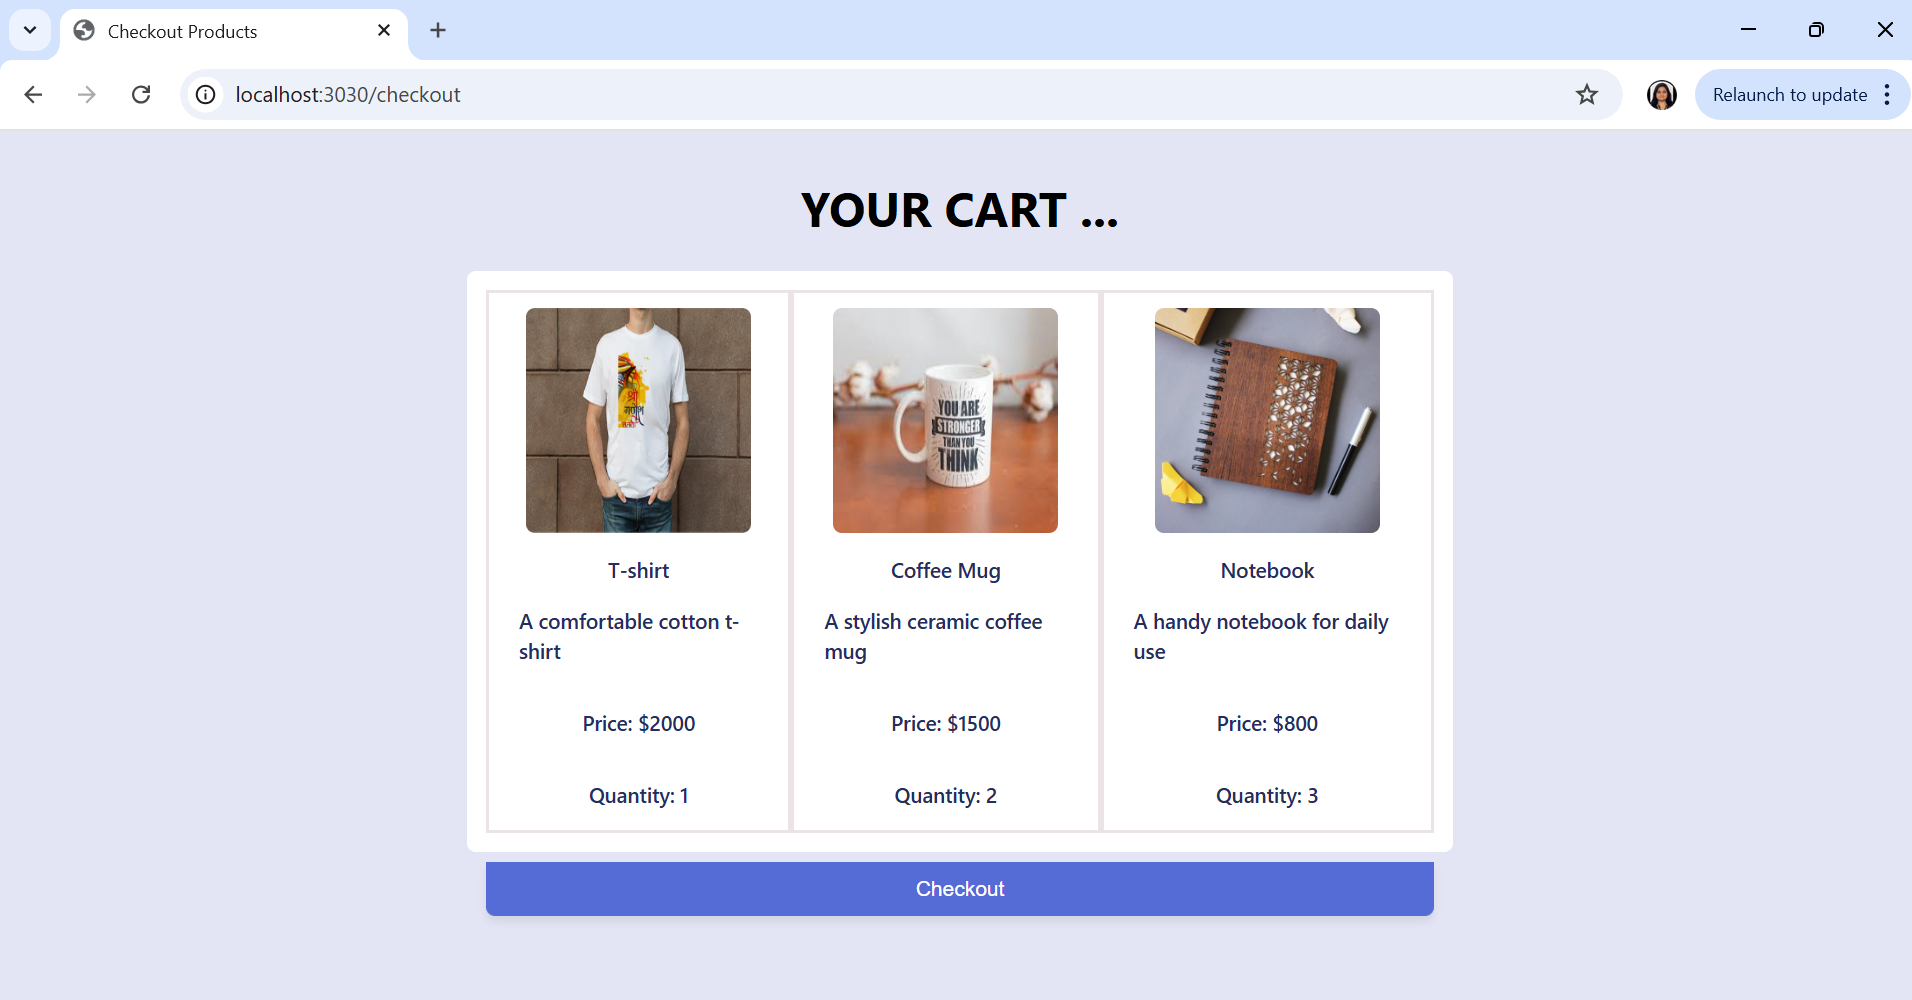 Checkout Products
localhost:3030/checkout
Relaunch to update
YOUR CART ...
श्री
YOU ARE
STRONGER
THAN YOU
THINK
T-shirt
Coffee Mug
Notebook
A comfortable cotton t-
shirt
A stylish ceramic coffee
mug
A handy notebook for daily
use
Price: $2000
Price: $1500
Price: $800
Quantity: 1
Quantity: 2
Quantity: 3
Checkout